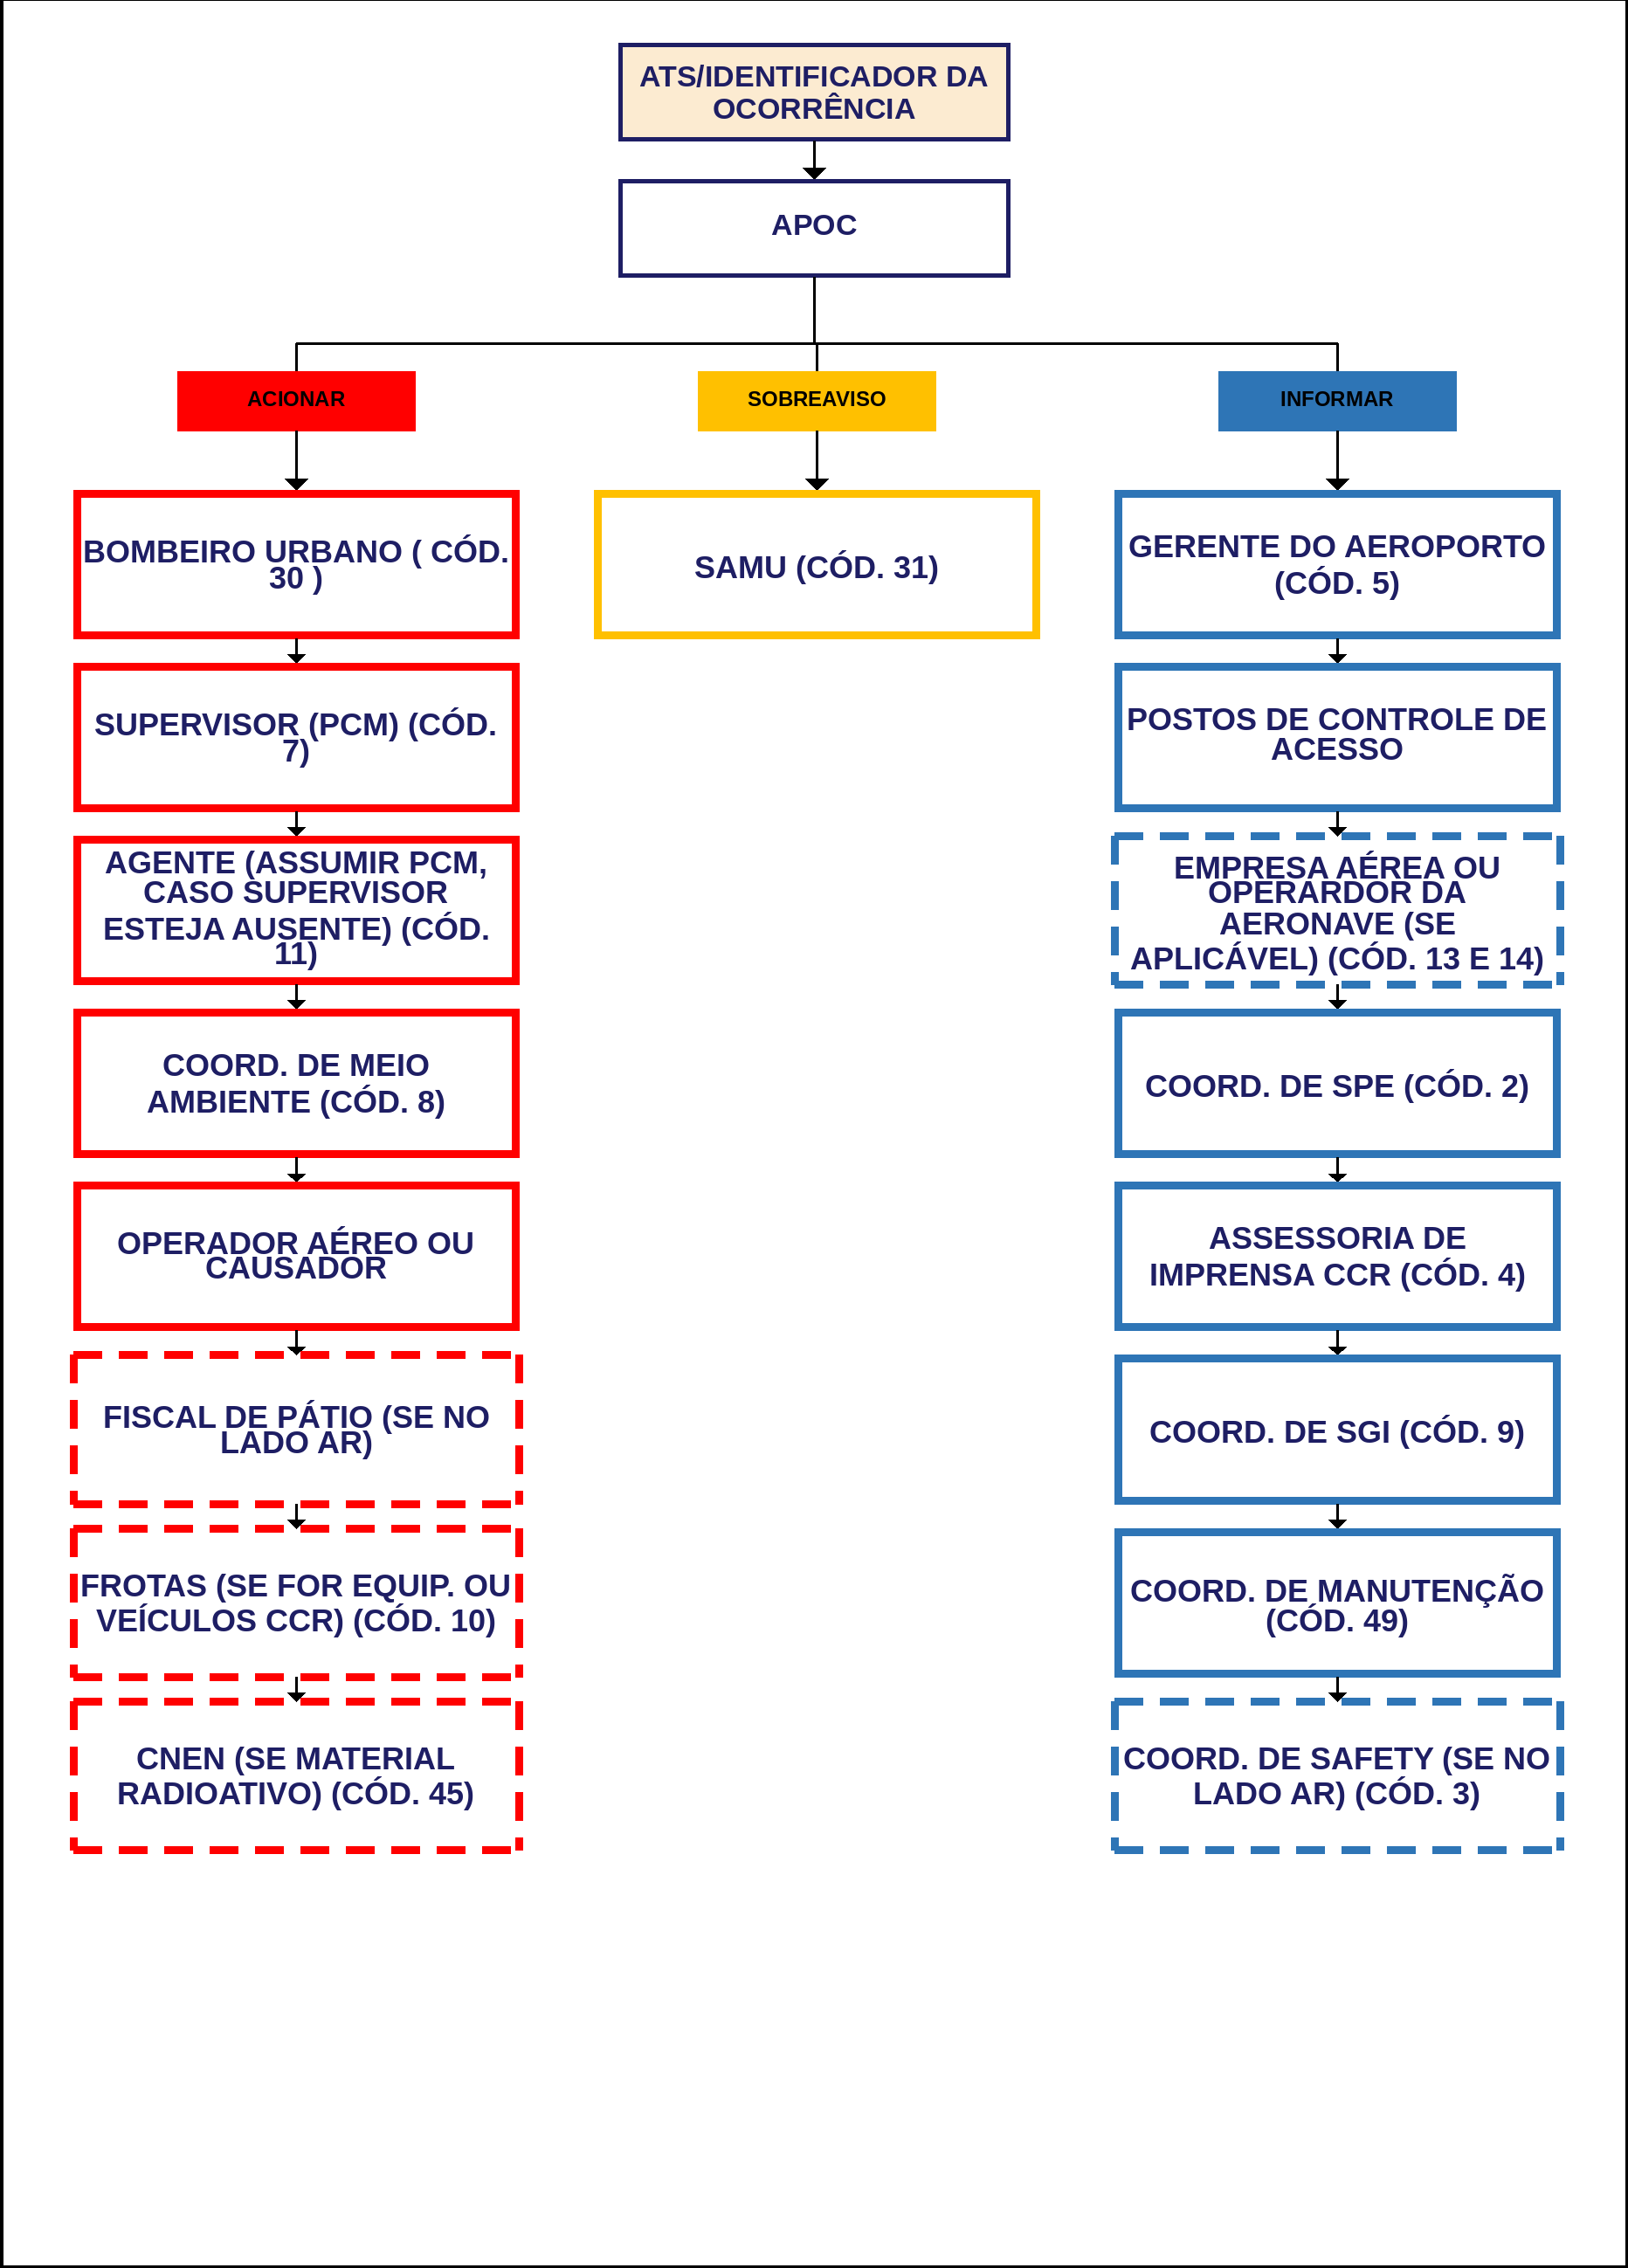 ATS/IDENTIFICADOR DA
OCORRÊNCIA
APOC
ACIONAR
SOBREAVISO
INFORMAR
BOMBEIRO URBANO ( CÓD.
30 )
SUPERVISOR (PCM) (CÓD.
7)
AGENTE (ASSUMIR PCM,
CASO SUPERVISOR
ESTEJA AUSENTE) (CÓD.
11)
COORD. DE MEIO
AMBIENTE (CÓD. 8)
OPERADOR AÉREO OU
CAUSADOR
FISCAL DE PÁTIO (SE NO
LADO AR)
FROTAS (SE FOR EQUIP. OU
VEÍCULOS CCR) (CÓD. 10)
CNEN (SE MATERIAL
RADIOATIVO) (CÓD. 45)
SAMU (CÓD. 31)
GERENTE DO AEROPORTO
(CÓD. 5)
POSTOS DE CONTROLE DE
ACESSO
EMPRESA AÉREA OU
OPERARDOR DA
AERONAVE (SE
APLICÁVEL) (CÓD. 13 E 14)
COORD. DE SPE (CÓD. 2)
ASSESSORIA DE
IMPRENSA CCR (CÓD. 4)
COORD. DE SGI (CÓD. 9)
COORD. DE MANUTENÇÃO
(CÓD. 49)
COORD. DE SAFETY (SE NO
LADO AR) (CÓD. 3)